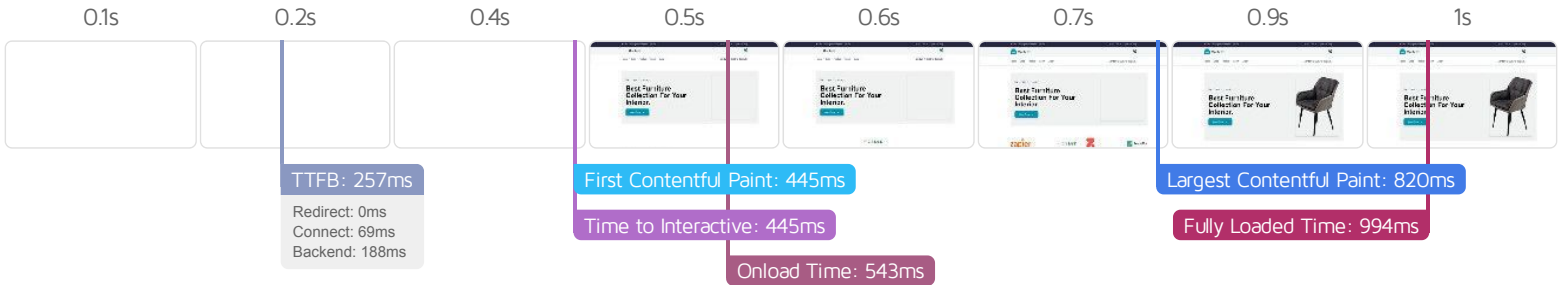 0.1s
0.2s
0.4s
0.5s
0.6s
0.7s
0.9s
1s
Best Furniture
Collection For Your
Interior.
Best Furniture
Collection For Your
Interior.
Best Furniture
Collection For Your
Interior.
zapier
Best Furniture
Collection For Your
Interior.
Best Furniture
Collection For Your
Interior.
TTFB: 257ms
Redirect: 0ms
Connect: 69ms
Backend: 188ms
First Contentful Paint: 445ms
Largest Contentful Paint: 820ms
Time to Interactive: 445ms
Fully Loaded Time: 994ms
Onload Time: 543ms